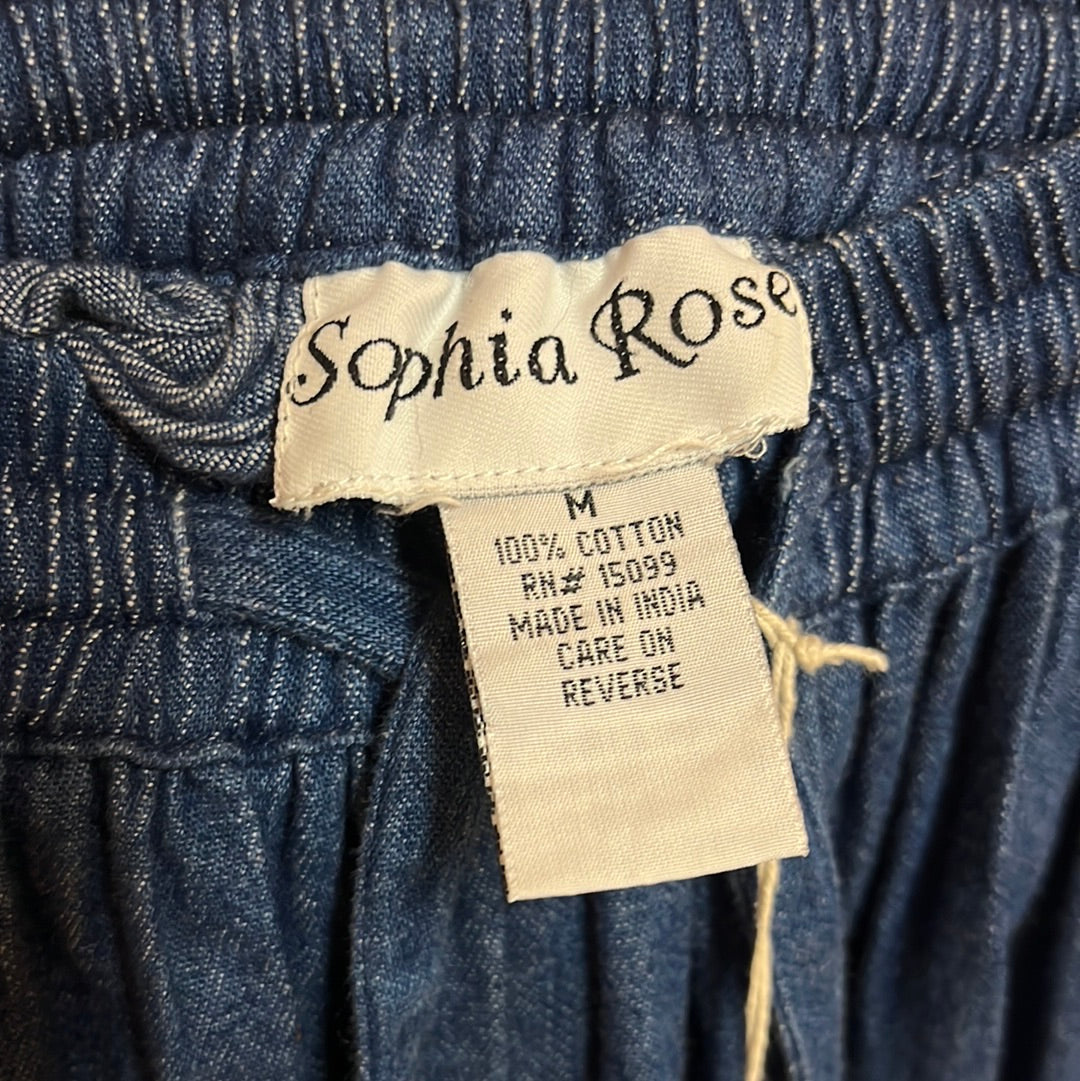 Sophia Rose
M
100% COTTON
RN# 15099
MADE IN INDIA
CARE ON
REVERSE